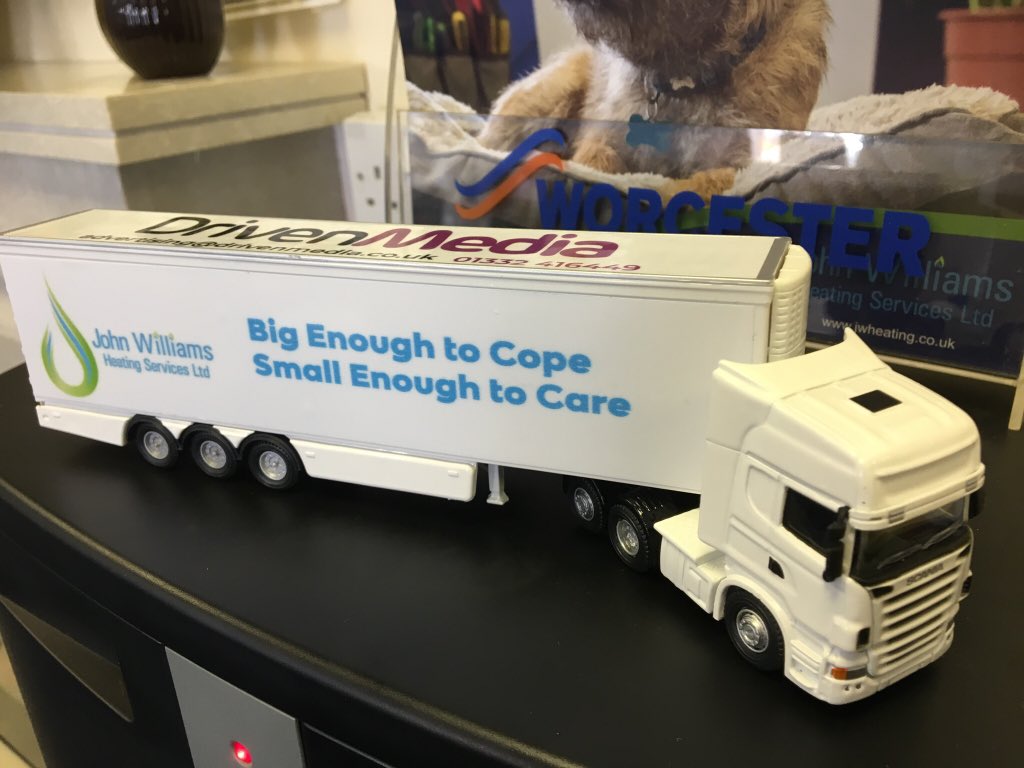 WORCESTER
John Williams
Heating Services Ltd
www.jwheating.co.uk
DrivenMedia
advertising@drivenmedia.co.uk 01332 416449
John Williams
Heating Services Ltd
Big Enough to Cope
Small Enough to Care
SCANIA